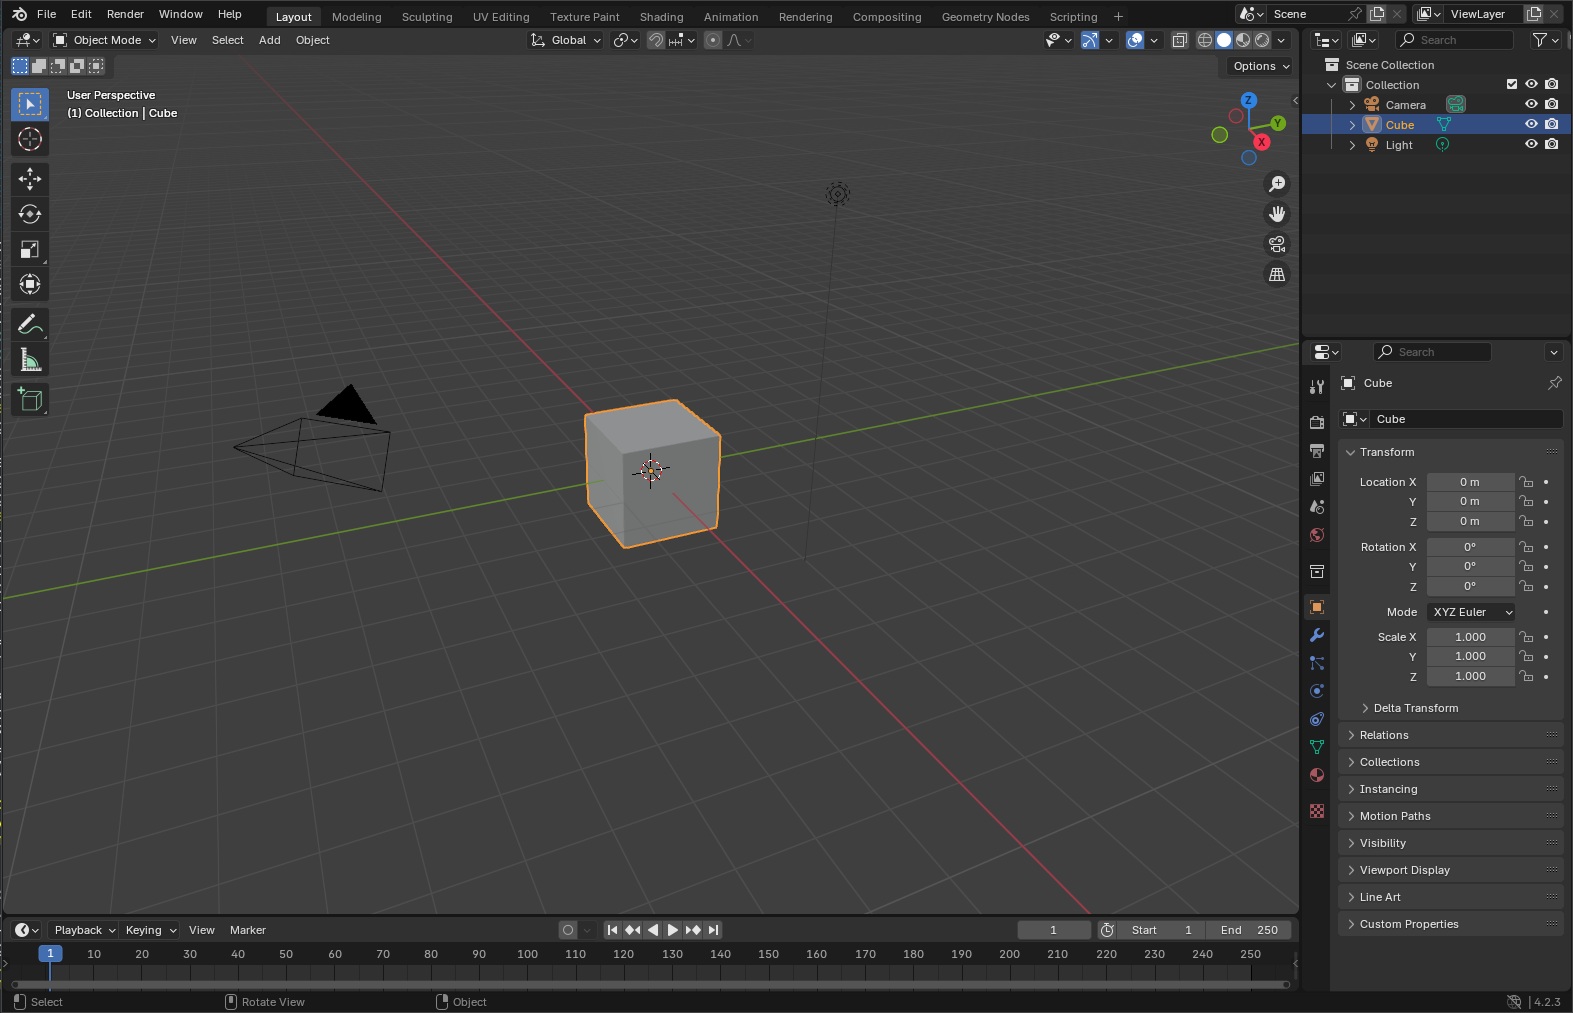 File Edit Render Window Help Layout Modeling Sculpting UV Editing Texture Paint Shading Animation Rendering Compositing Geometry Nodes Scripting + Scene ViewLayer
Object Mode View Select Add Object Global Search
Options
User Perspective
(1) Collection | Cube
Z
Y
X
Scene Collection
Collection
Camera
Cube
Light
Search
Cube
Cube
Transform
Location X 0 m
Y 0 m
Z 0 m
Rotation X 0°
Y 0°
Z 0°
Mode XYZ Euler
Scale X 1.000
Y 1.000
Z 1.000
Delta Transform
Relations
Collections
Instancing
Motion Paths
Visibility
Viewport Display
Line Art
Custom Properties
Playback Keying View Marker 1 Start 1 End 250
1 10 20 30 40 50 60 70 80 90 100 110 120 130 140 150 160 170 180 190 200 210 220 230 240 250
Select Rotate View Object | 4.2.3